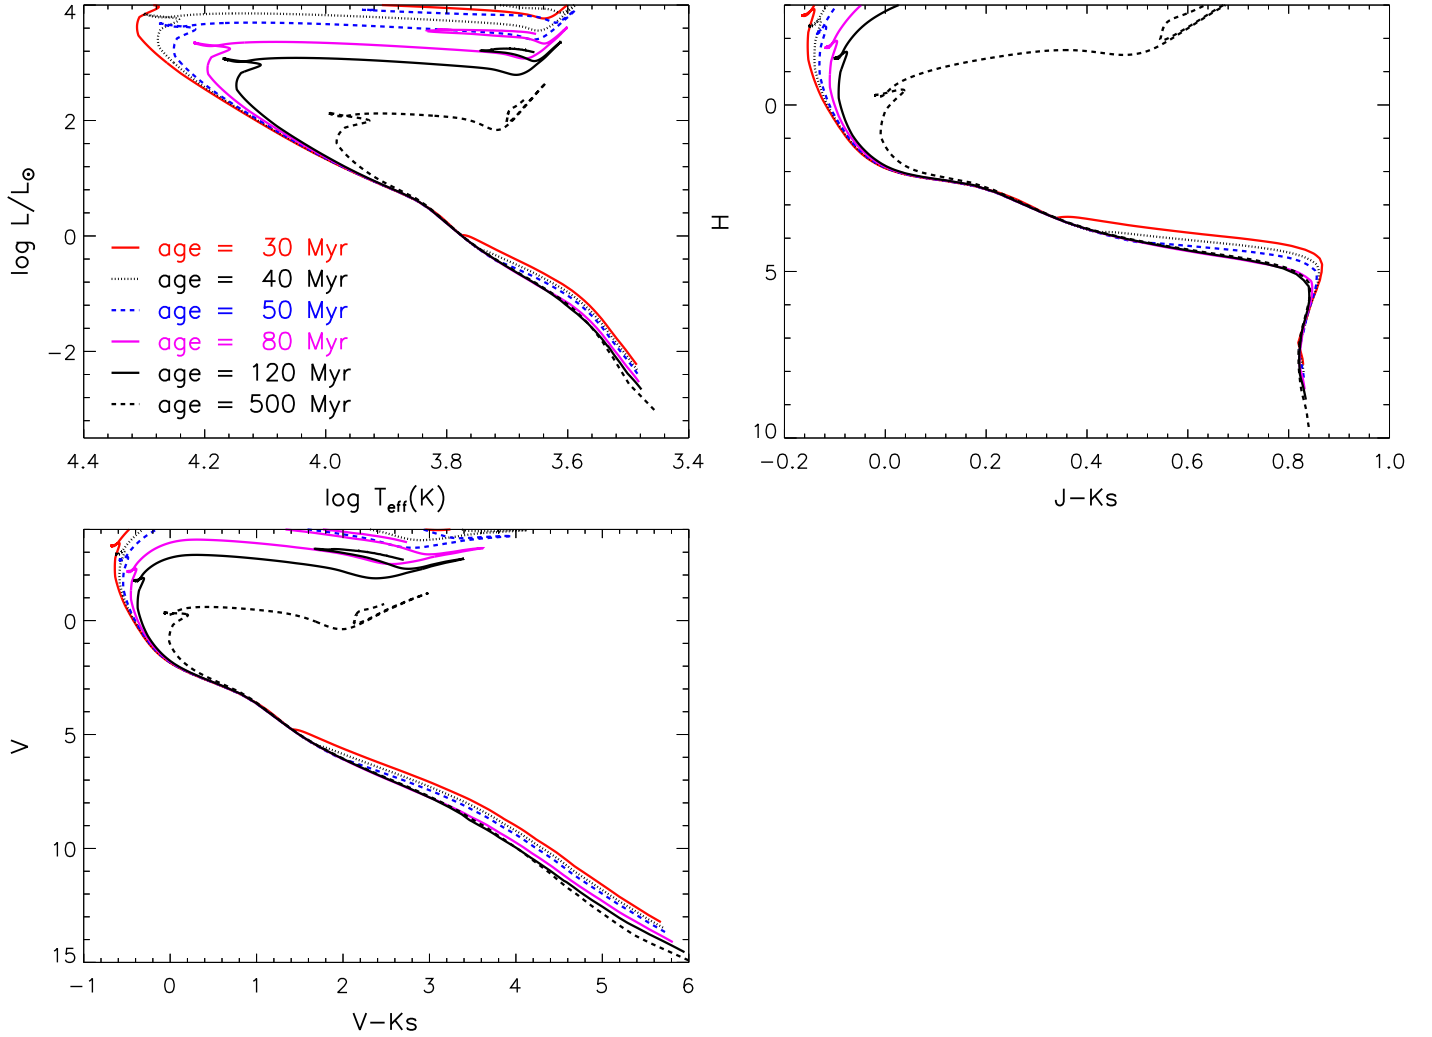 4
2
0
−2
log L/L⊙
age = 30 Myr
age = 40 Myr
age = 50 Myr
age = 80 Myr
age = 120 Myr
age = 500 Myr
4.4 4.2 4.0 3.8 3.6 3.4
log Teff(K)
0
5
10
H
−0.2 0.0 0.2 0.4 0.6 0.8 1.0
J−Ks
0
5
10
15
V
−1 0 1 2 3 4 5 6
V−Ks